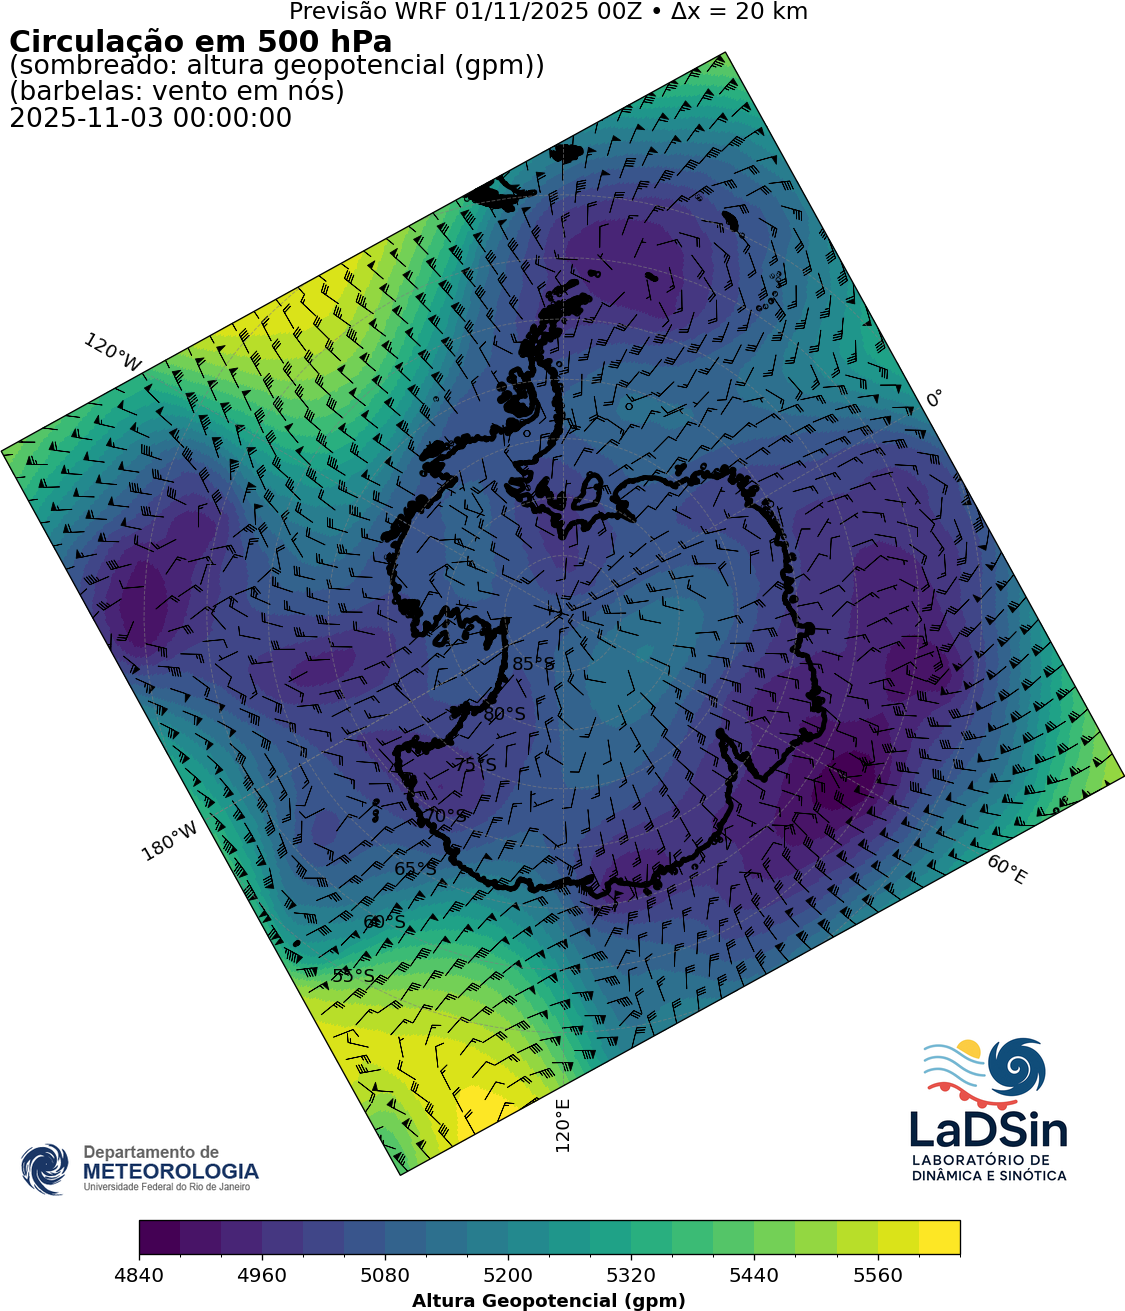 Previsão WRF 01/11/2025 00Z • Δx = 20 km
Circulação em 500 hPa
(sombreado: altura geopotencial (gpm))
(barbelas: vento em nós)
2025-11-03 00:00:00
120°W
0°
85°S
80°S
75°S
70°S
180°W
65°S
60°E
60°S
55°S
120°E
LaDSin
LABORATÓRIO DE
DINÂMICA E SINÓTICA
Departamento de
METEOROLOGIA
Universidade Federal do Rio de Janeiro
4840 4960 5080 5200 5320 5440 5560
Altura Geopotencial (gpm)